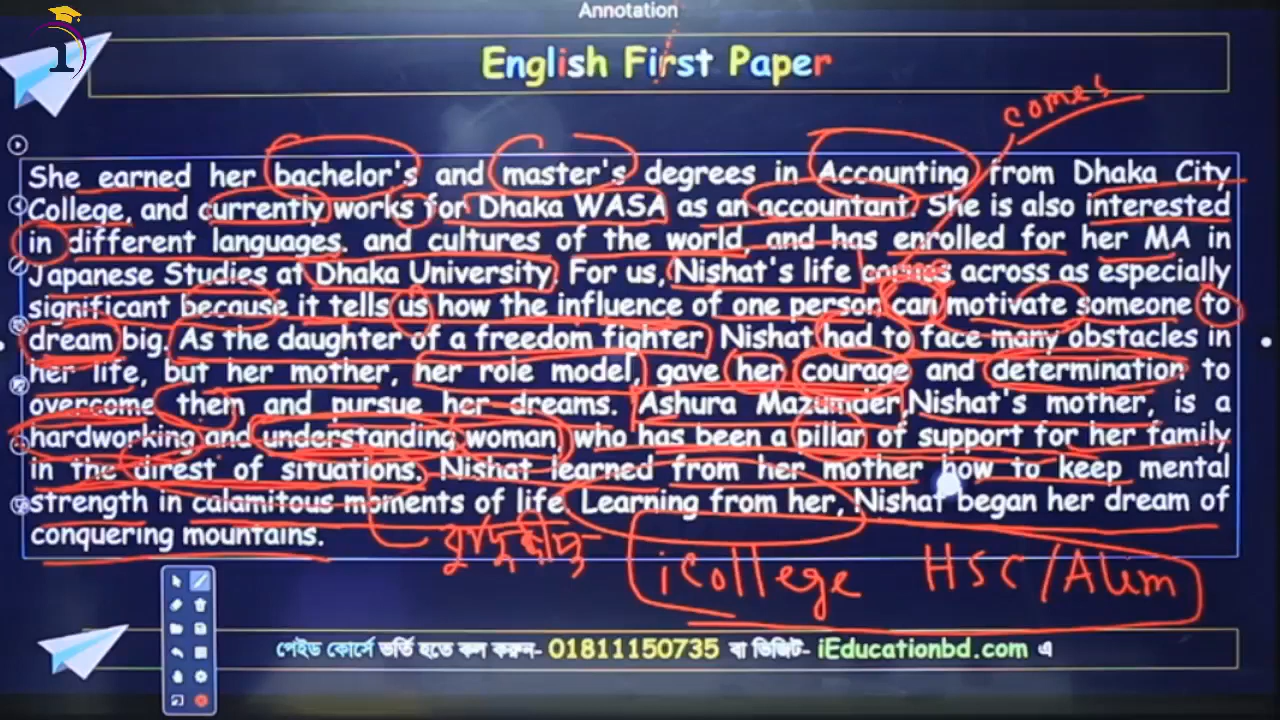 Annotation
English First Paper
comes
She earned her bachelor's and master's degrees in Accounting from Dhaka City
College, and currently works for Dhaka WASA as an accountant. She is also interested
in different languages. and cultures of the world, and has enrolled for her MA in
Japanese Studies at Dhaka University. For us, Nishat's life comes across as especially
significant because it tells us how the influence of one person can motivate someone to
dream big. As the daughter of a freedom fighter Nishat had to face many obstacles in
her life, but her mother, her role model, gave her courage and determination to
overcome them and pursue her dreams. Ashura Mazumder,Nishat's mother, is a
hardworking and understanding woman, who has been a pillar of support for her family
in the direst of situations. Nishat learned from her mother how to keep mental
strength in calamitous moments of life. Learning from her, Nishat began her dream of
conquering mountains.
iCollege HSC/Alim
পেইড কোর্সে ভর্তি হতে কল করুন- 01811150735 বা ভিজিট- iEducationbd.com এ